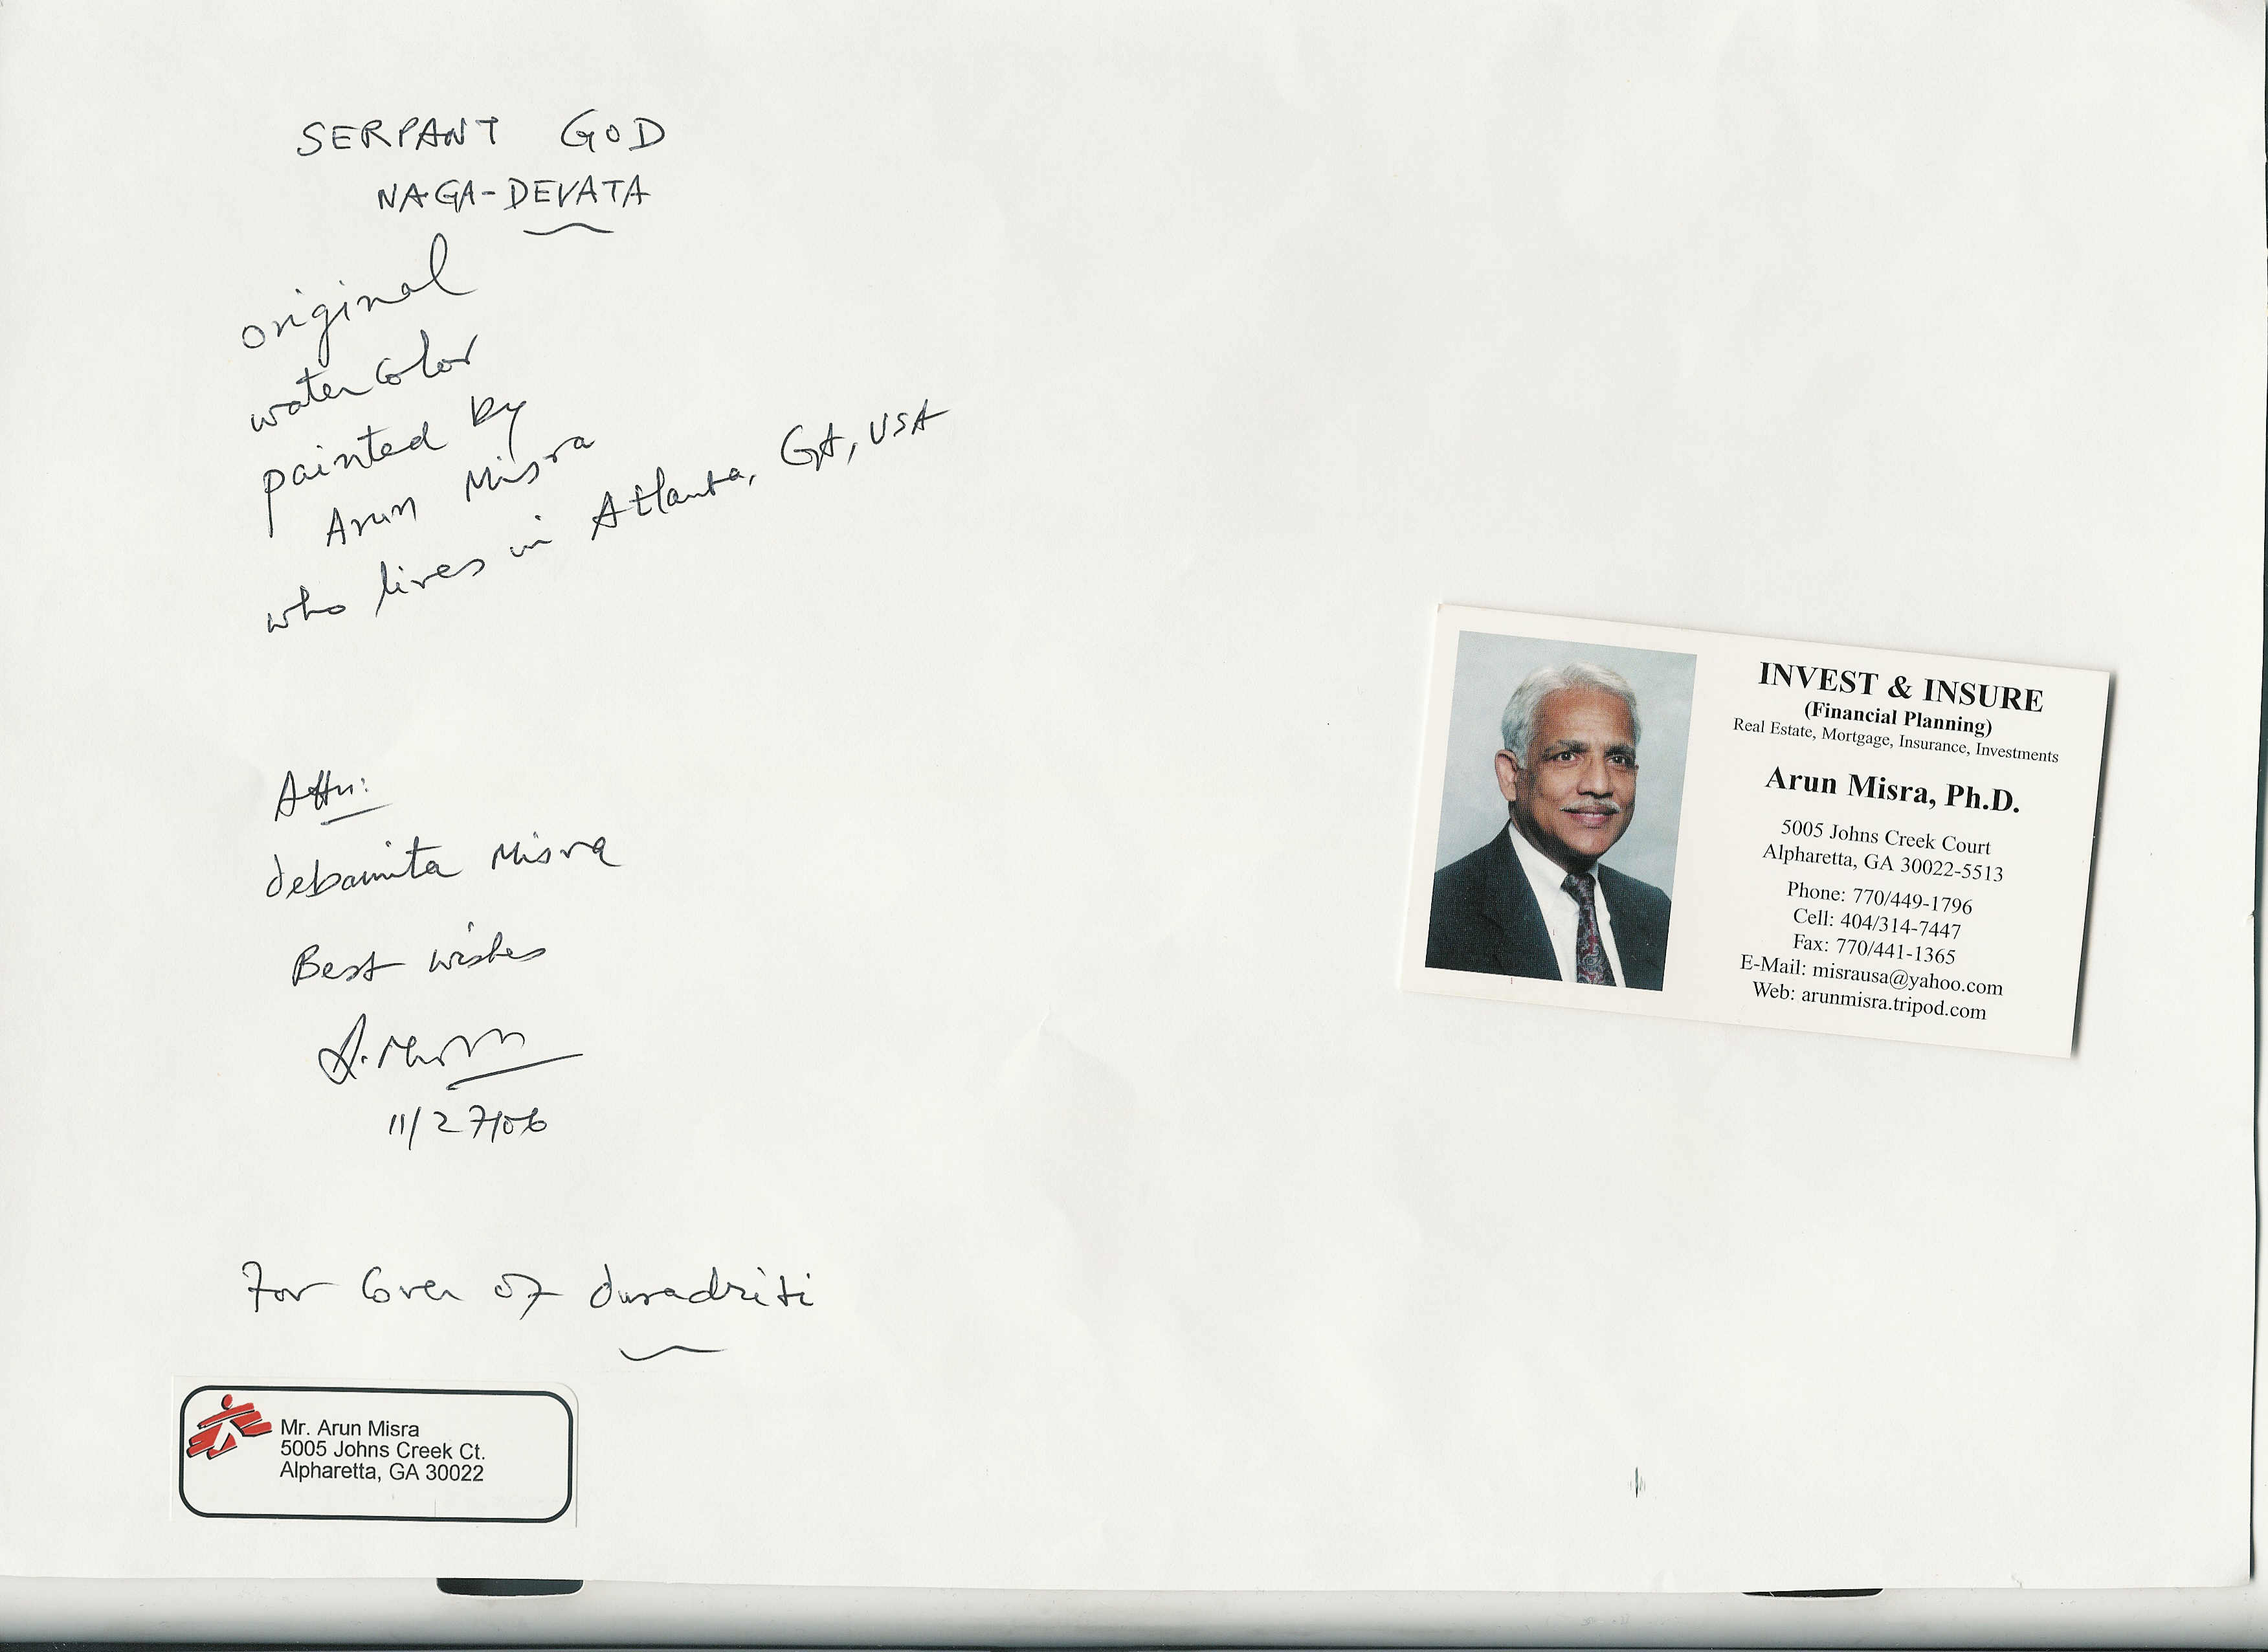 SERPANT GOD
NAGA-DEVATA
original
watercolor
painted by
Arun Misra
who lives in Atlanta, GA, USA
Attn:
debamita Misra
Best wishes
A. Misra
11/27/06
For Cover of duradriti
Mr. Arun Misra
5005 Johns Creek Ct.
Alpharetta, GA 30022
INVEST & INSURE
(Financial Planning)
Real Estate, Mortgage, Insurance, Investments
Arun Misra, Ph.D.
5005 Johns Creek Court
Alpharetta, GA 30022-5513
Phone: 770/449-1796
Cell: 404/314-7447
Fax: 770/441-1365
E-Mail: misrausa@yahoo.com
Web: arunmisra.tripod.com